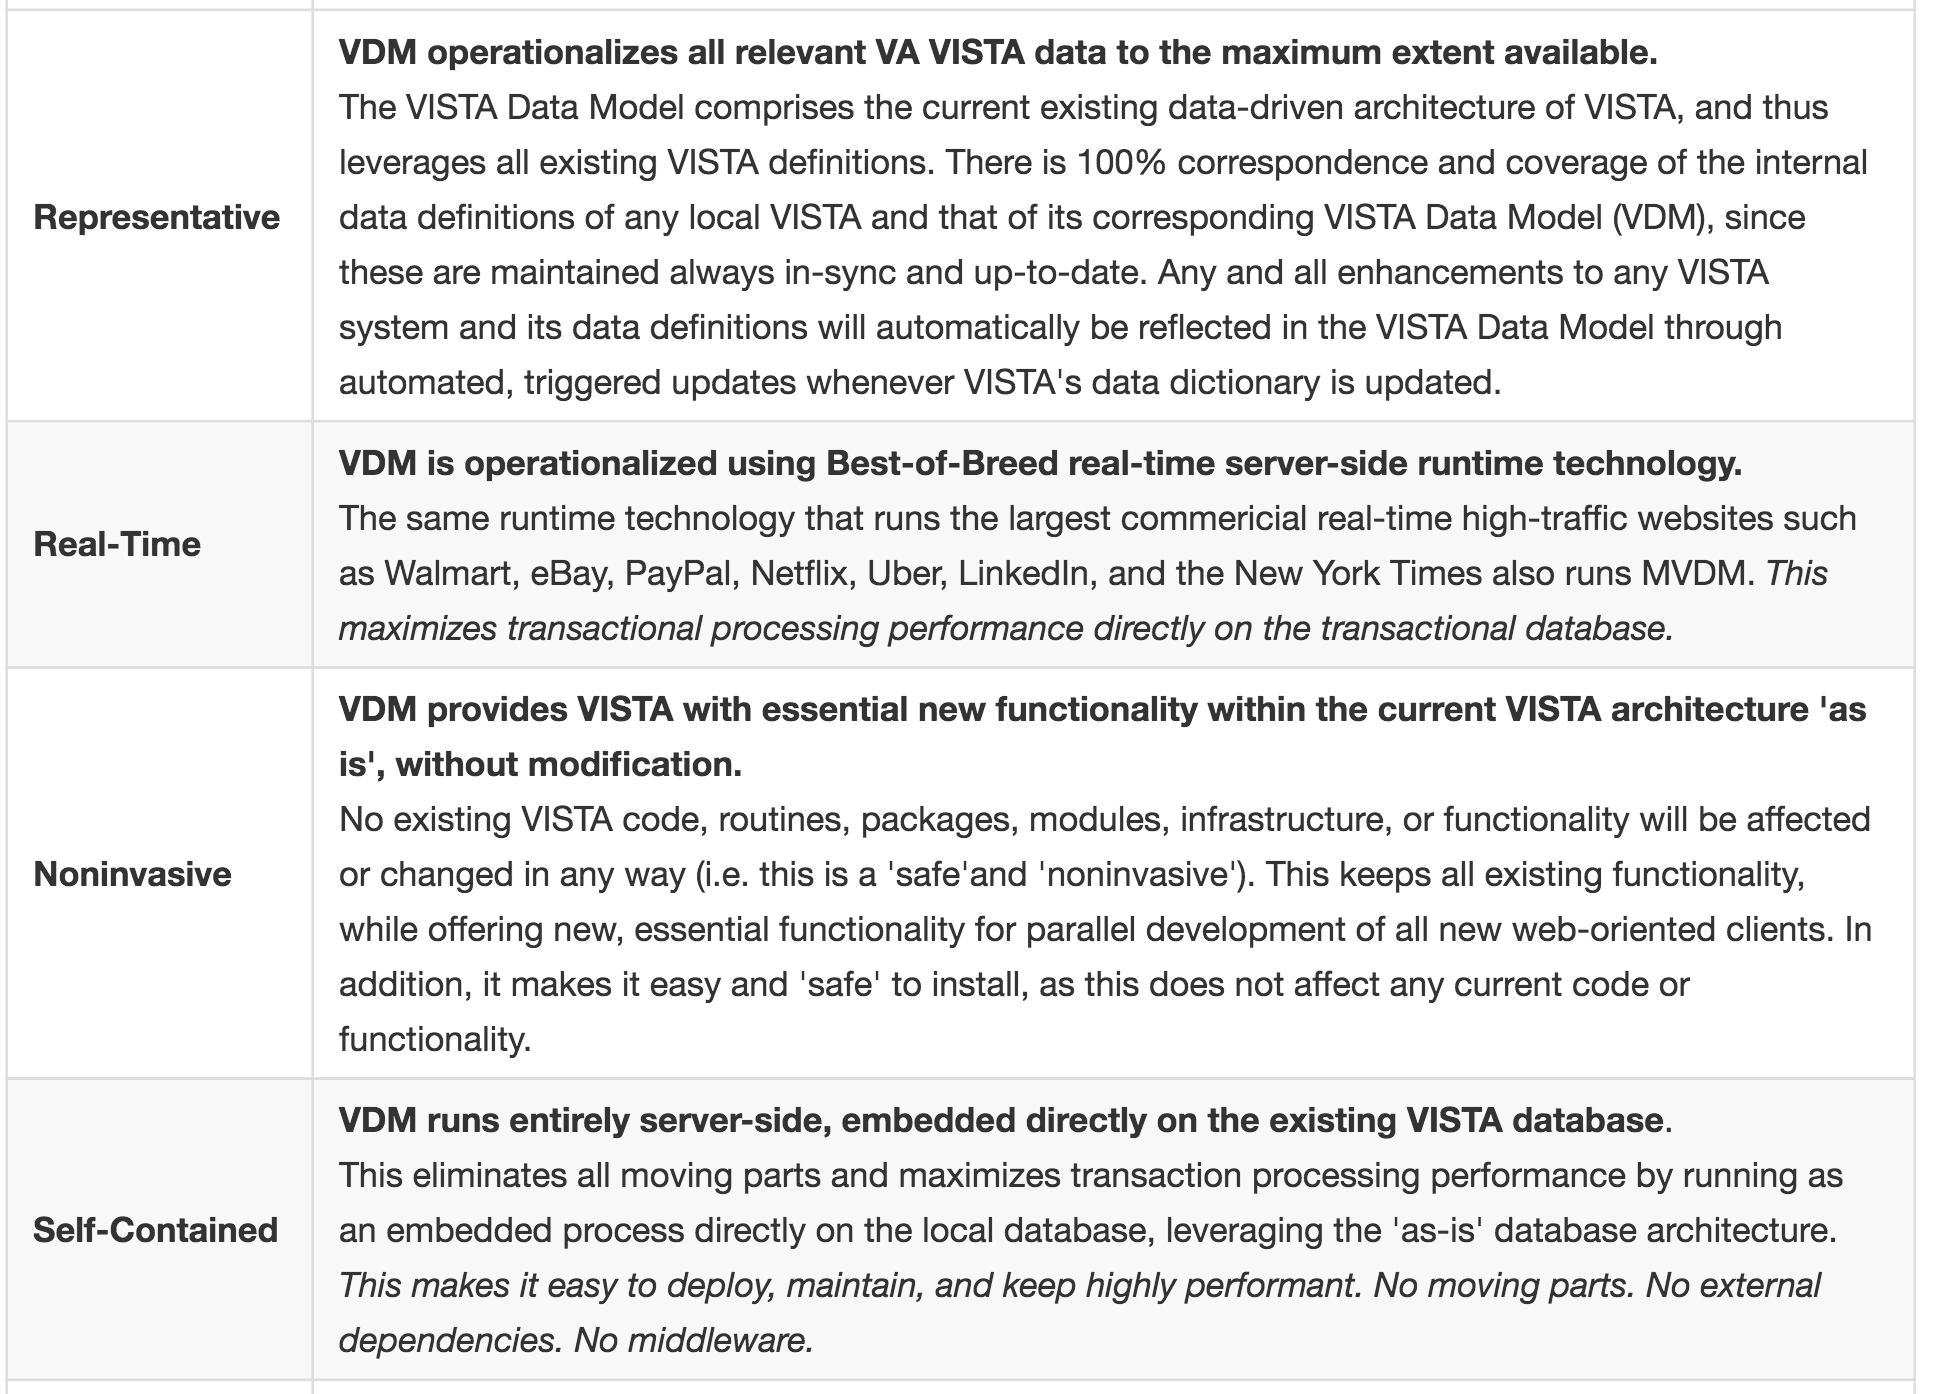 Representative
VDM operationalizes all relevant VA VISTA data to the maximum extent available.
The VISTA Data Model comprises the current existing data-driven architecture of VISTA, and thus
leverages all existing VISTA definitions. There is 100% correspondence and coverage of the internal
data definitions of any local VISTA and that of its corresponding VISTA Data Model (VDM), since
these are maintained always in-sync and up-to-date. Any and all enhancements to any VISTA
system and its data definitions will automatically be reflected in the VISTA Data Model through
automated, triggered updates whenever VISTA's data dictionary is updated.
Real-Time
VDM is operationalized using Best-of-Breed real-time server-side runtime technology.
The same runtime technology that runs the largest commericial real-time high-traffic websites such
as Walmart, eBay, PayPal, Netflix, Uber, LinkedIn, and the New York Times also runs MVDM. This
maximizes transactional processing performance directly on the transactional database.
Noninvasive
VDM provides VISTA with essential new functionality within the current VISTA architecture 'as
is', without modification.
No existing VISTA code, routines, packages, modules, infrastructure, or functionality will be affected
or changed in any way (i.e. this is a 'safe'and 'noninvasive'). This keeps all existing functionality,
while offering new, essential functionality for parallel development of all new web-oriented clients. In
addition, it makes it easy and 'safe' to install, as this does not affect any current code or
functionality.
Self-Contained
VDM runs entirely server-side, embedded directly on the existing VISTA database.
This eliminates all moving parts and maximizes transaction processing performance by running as
an embedded process directly on the local database, leveraging the 'as-is' database architecture.
This makes it easy to deploy, maintain, and keep highly performant. No moving parts. No external
dependencies. No middleware.